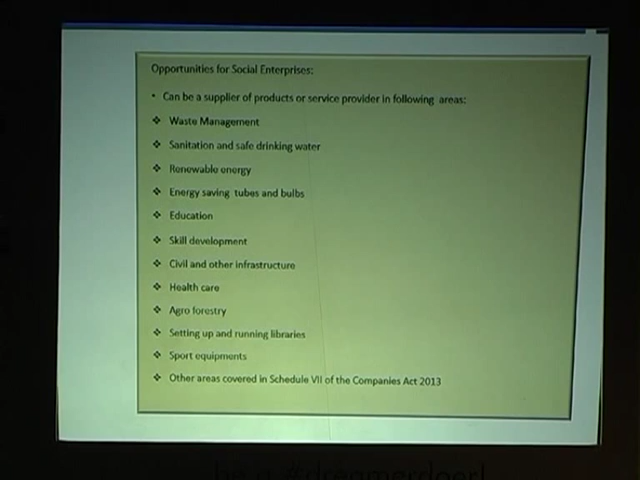 Opportunities for Social Enterprises:
• Can be a supplier of products or service provider in following areas:
❖ Waste Management
❖ Sanitation and safe drinking water
❖ Renewable energy
❖ Energy saving tubes and bulbs
❖ Education
❖ Skill development
❖ Civil and other infrastructure
❖ Health care
❖ Agro forestry
❖ Setting up and running libraries
❖ Sport equipments
❖ Other areas covered in Schedule VII of the Companies Act 2013